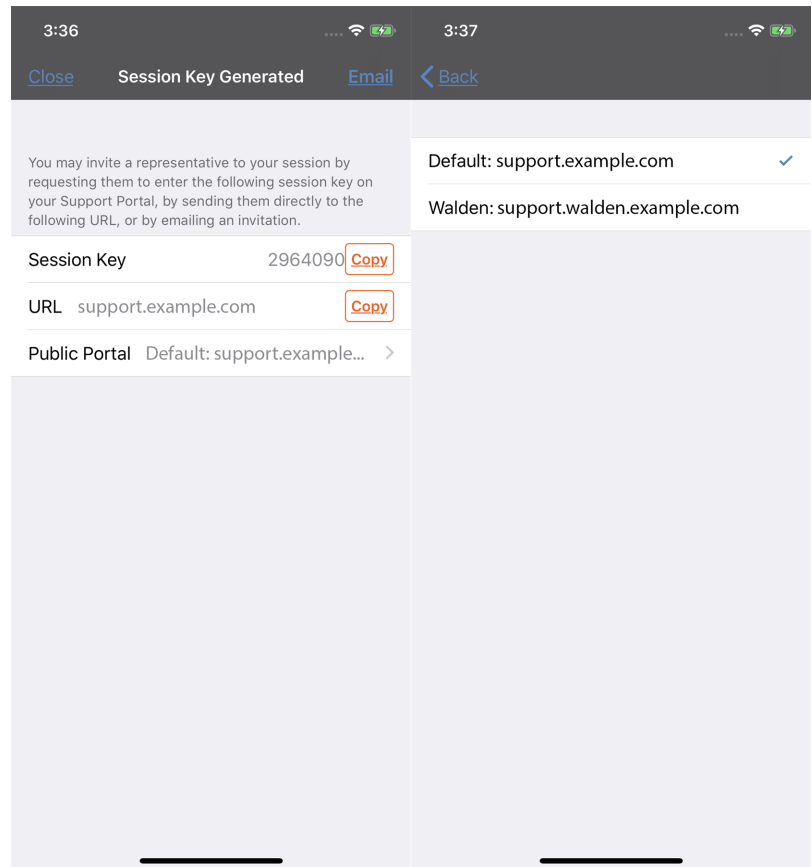 3:36
Close Session Key Generated Email
You may invite a representative to your session by
requesting them to enter the following session key on
your Support Portal, by sending them directly to the
following URL, or by emailing an invitation.
Session Key 2964090 Copy
URL support.example.com Copy
Public Portal Default: support.example...
3:37
Back
Default: support.example.com
Walden: support.walden.example.com